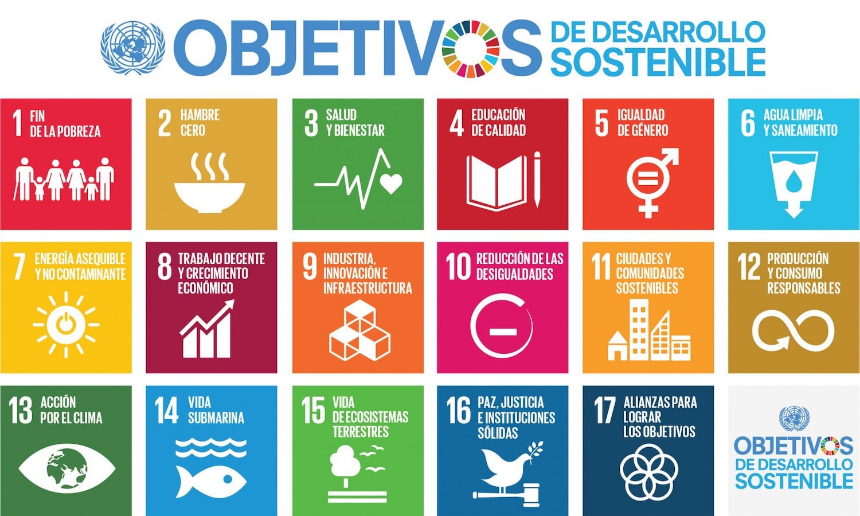 OBJETIVOS
DE DESARROLLO
SOSTENIBLE
1 FIN
DE LA POBREZA
2 HAMBRE
CERO
3 SALUD
Y BIENESTAR
4 EDUCACIÓN
DE CALIDAD
5 IGUALDAD
DE GÉNERO
6 AGUA LIMPIA
Y SANEAMIENTO
7 ENERGÍA ASEQUIBLE
Y NO CONTAMINANTE
8 TRABAJO DECENTE
Y CRECIMIENTO
ECONÓMICO
9 INDUSTRIA,
INNOVACIÓN E
INFRAESTRUCTURA
10 REDUCCIÓN DE LAS
DESIGUALDADES
11 CIUDADES Y
COMUNIDADES
SOSTENIBLES
12 PRODUCCIÓN
Y CONSUMO
RESPONSABLES
13 ACCIÓN
POR EL CLIMA
14 VIDA
SUBMARINA
15 VIDA
DE ECOSISTEMAS
TERRESTRES
16 PAZ, JUSTICIA
E INSTITUCIONES
SÓLIDAS
17 ALIANZAS PARA
LOGRAR
LOS OBJETIVOS
OBJETIVOS
DE DESARROLLO
SOSTENIBLE